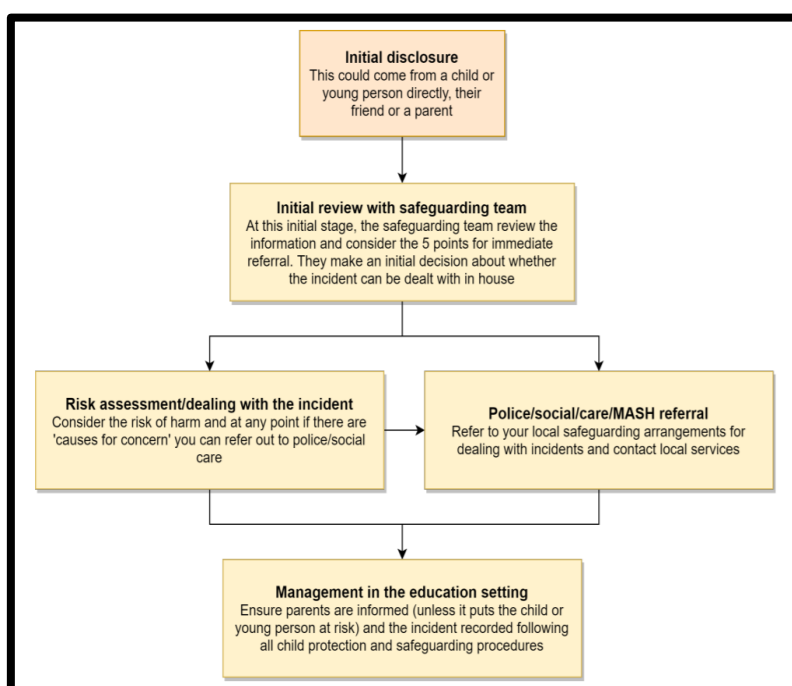 Initial disclosure
This could come from a child or
young person directly, their
friend or a parent
Initial review with safeguarding team
At this initial stage, the safeguarding team review the
information and consider the 5 points for immediate
referral. They make an initial decision about whether
the incident can be dealt with in house
Risk assessment/dealing with the incident
Consider the risk of harm and at any point if there are
'causes for concern' you can refer out to police/social
care
Police/social/care/MASH referral
Refer to your local safeguarding arrangements for
dealing with incidents and contact local services
Management in the education setting
Ensure parents are informed (unless it puts the child or
young person at risk) and the incident recorded following
all child protection and safeguarding procedures